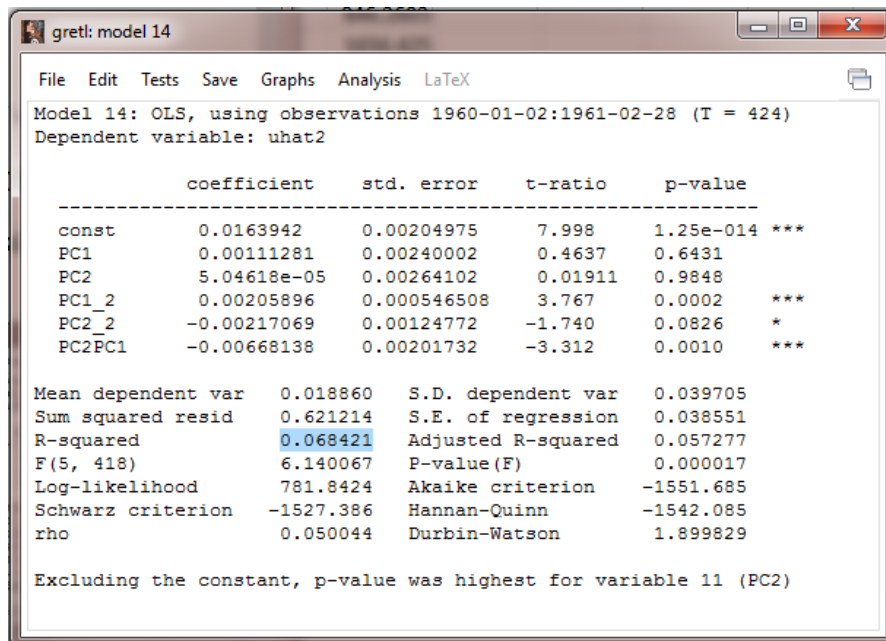 gretl: model 14
File Edit Tests Save Graphs Analysis LaTeX
Model 14: OLS, using observations 1960-01-02:1961-02-28 (T = 424)
Dependent variable: uhat2
coefficient std. error t-ratio p-value
-------------------------------------------------------------
const 0.0163942 0.00204975 7.998 1.25e-014 ***
PC1 0.00111281 0.00240002 0.4637 0.6431
PC2 5.04618e-05 0.00264102 0.01911 0.9848
PC1_2 0.00205896 0.000546508 3.767 0.0002 ***
PC2_2 -0.00217069 0.00124772 -1.740 0.0826 *
PC2PC1 -0.00668138 0.00201732 -3.312 0.0010 ***
Mean dependent var 0.018860 S.D. dependent var 0.039705
Sum squared resid 0.621214 S.E. of regression 0.038551
R-squared 0.068421 Adjusted R-squared 0.057277
F(5, 418) 6.140067 P-value(F) 0.000017
Log-likelihood 781.8424 Akaike criterion -1551.685
Schwarz criterion -1527.386 Hannan-Quinn -1542.085
rho 0.050044 Durbin-Watson 1.899829
Excluding the constant, p-value was highest for variable 11 (PC2)